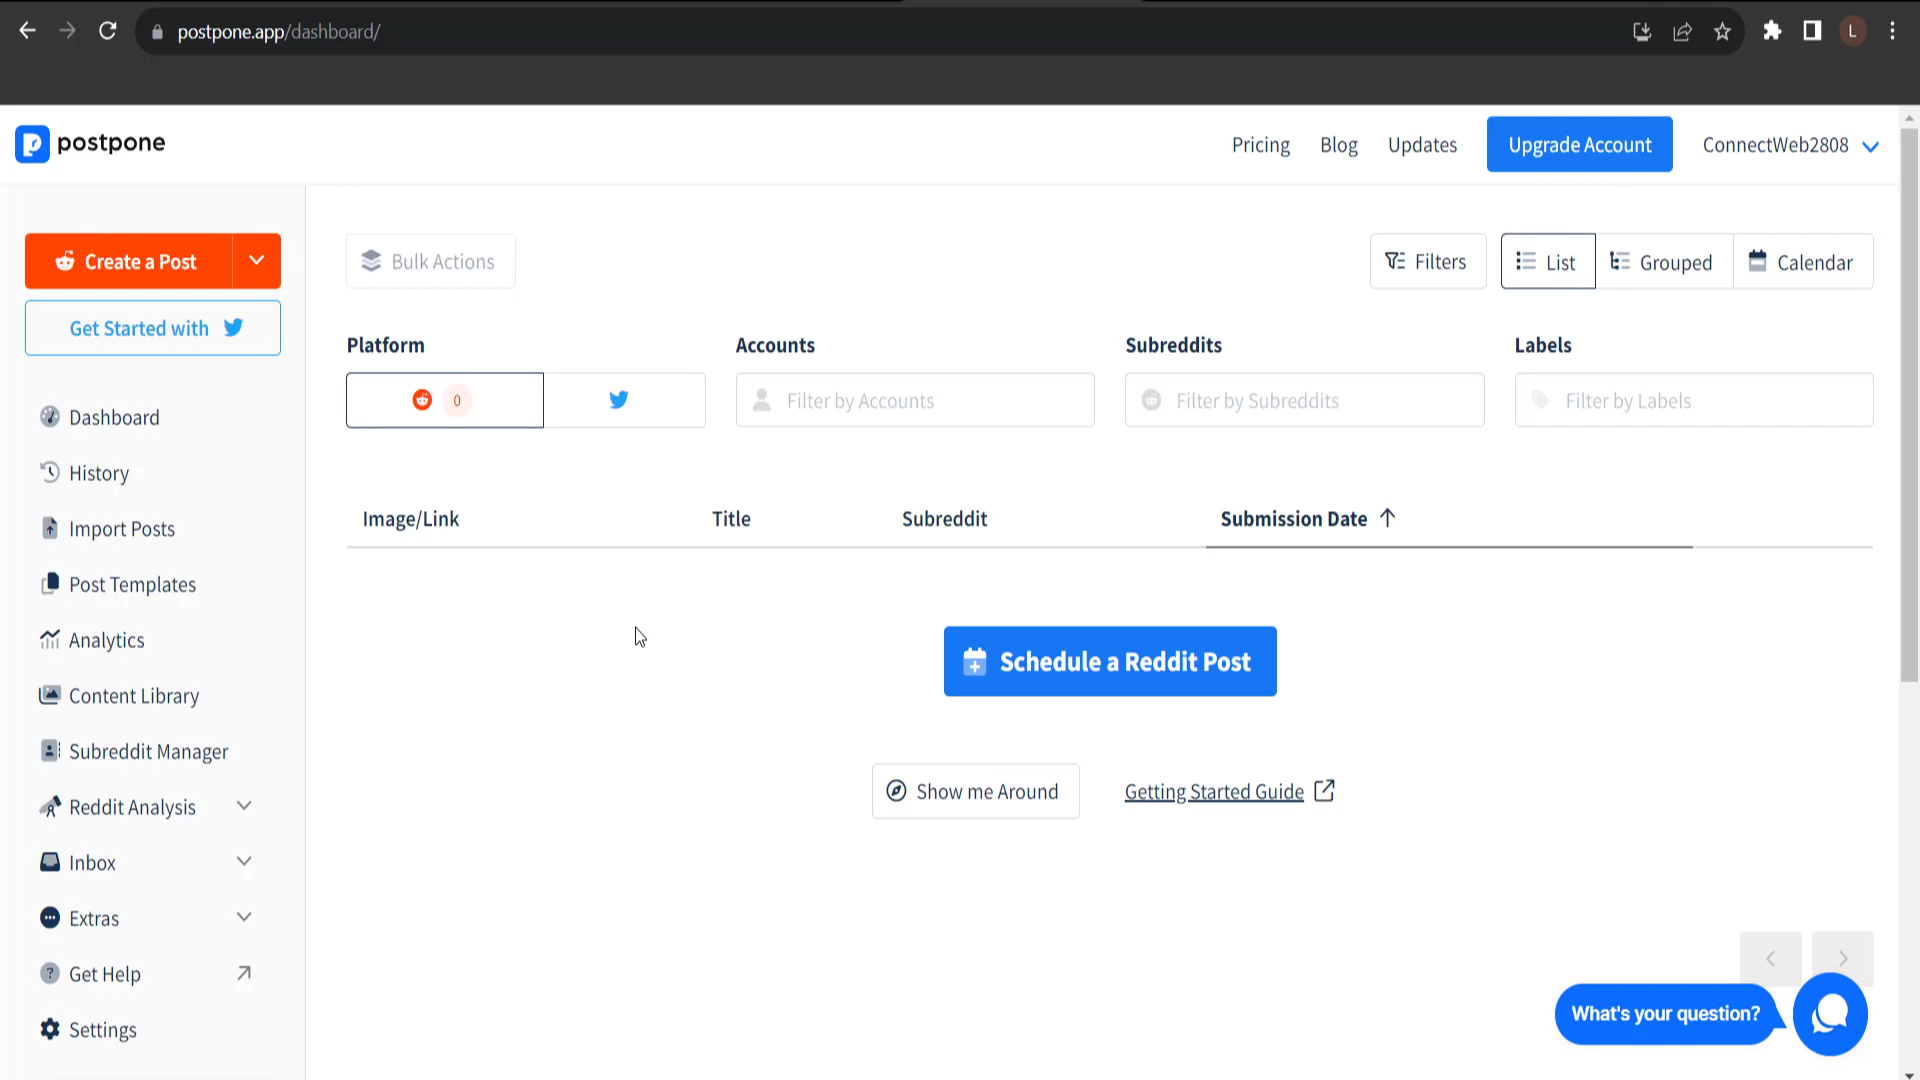 postpone.app/dashboard/
L
postpone
Pricing
Blog
Updates
Upgrade Account
ConnectWeb2808
Create a Post
Get Started with
Dashboard
History
Import Posts
Post Templates
Analytics
Content Library
Subreddit Manager
Reddit Analysis
Inbox
Extras
Get Help
Settings
Bulk Actions
Filters
List
Grouped
Calendar
Platform
Accounts
Subreddits
Labels
0
Filter by Accounts
Filter by Subreddits
Filter by Labels
Image/Link
Title
Subreddit
Submission Date
Schedule a Reddit Post
Show me Around
Getting Started Guide
What's your question?